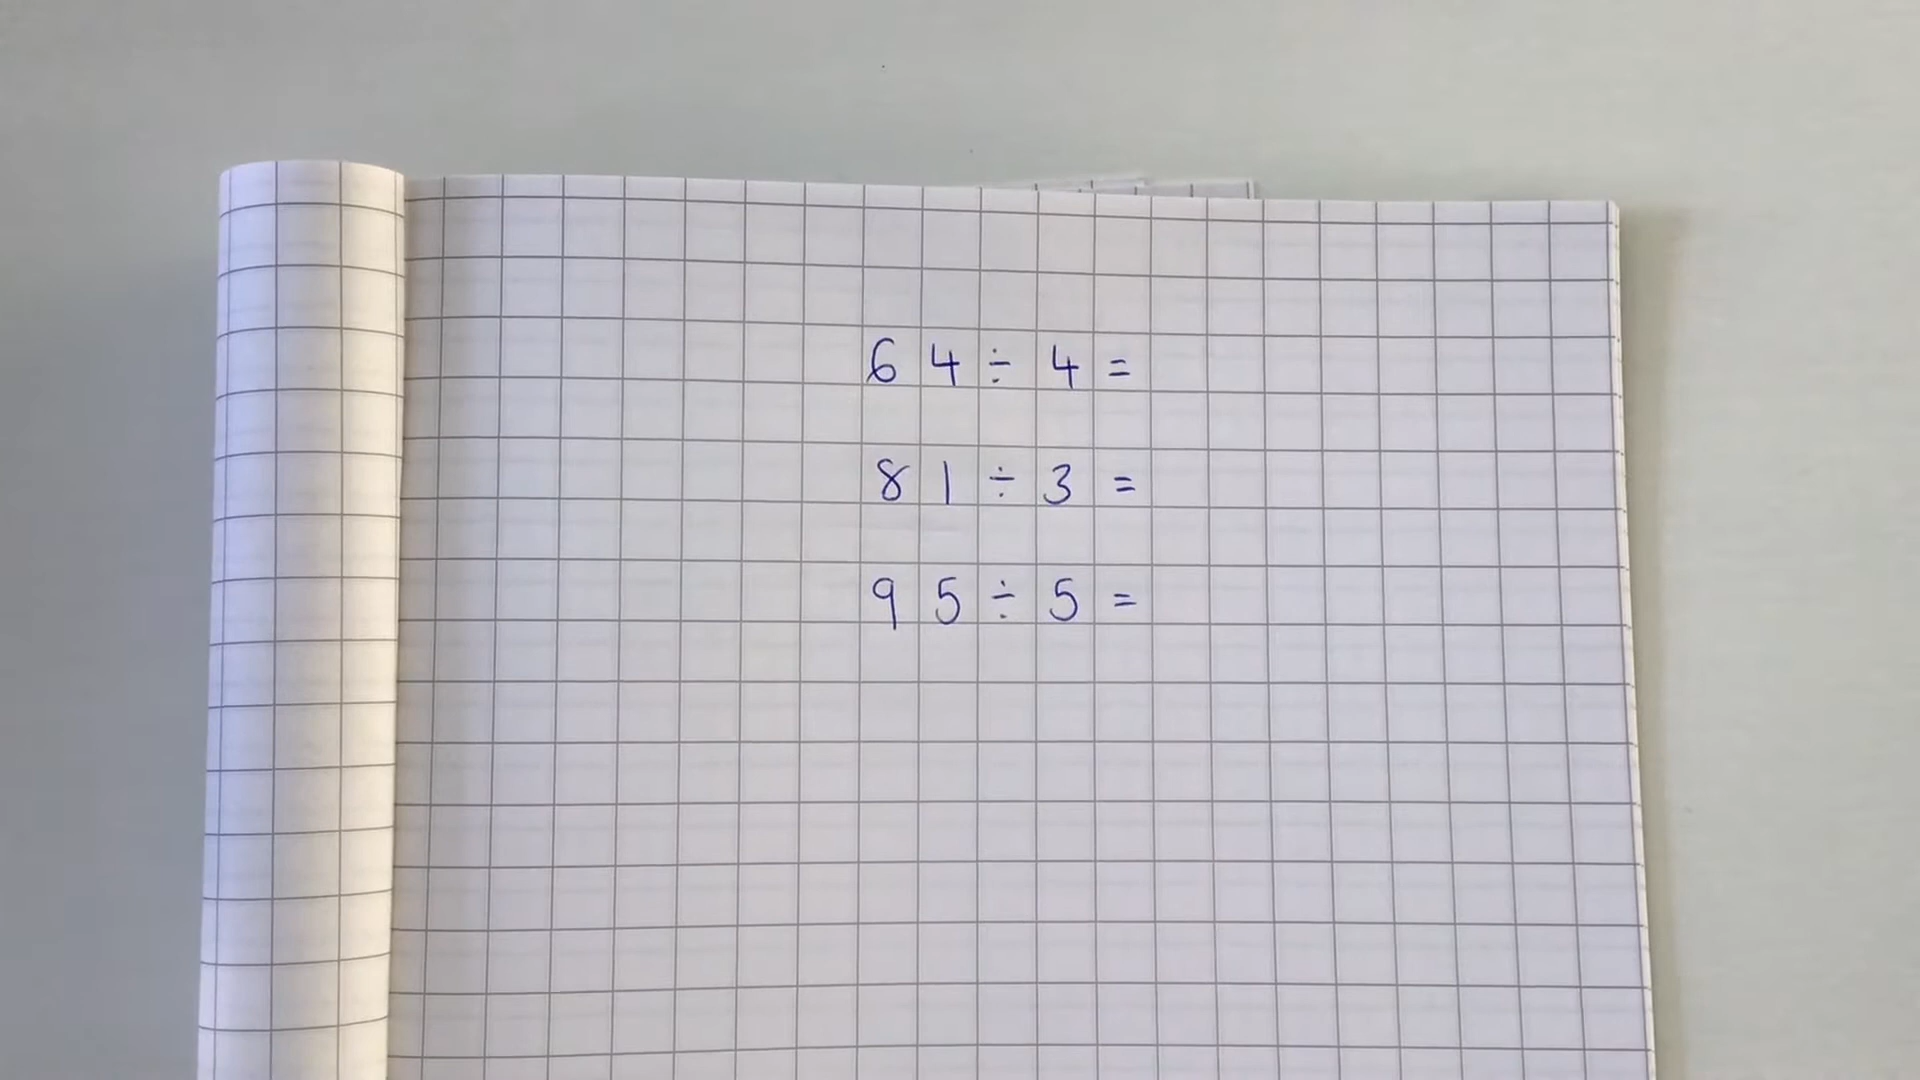 64 ÷ 4 =
81 ÷ 3 =
95 ÷ 5 =